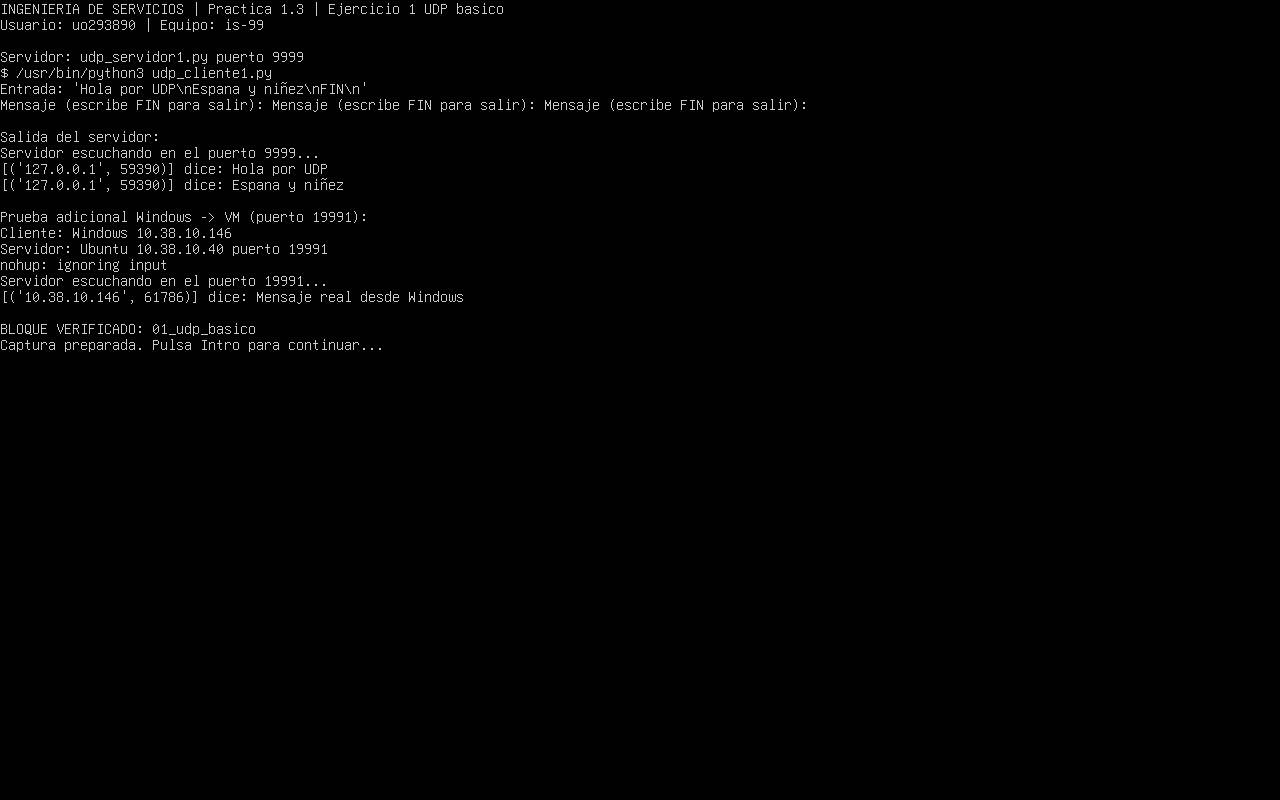 INGENIERIA DE SERVICIOS | Practica 1.3 | Ejercicio 1 UDP basico
Usuario: uo293890 | Equipo: is-99
Servidor: udp_servidor1.py puerto 9999
$ /usr/bin/python3 udp_cliente1.py
Entrada: 'Hola por UDP\nEspana y niñez\nFIN\n'
Mensaje (escribe FIN para salir): Mensaje (escribe FIN para salir): Mensaje (escribe FIN para salir):
Salida del servidor:
Servidor escuchando en el puerto 9999...
[('127.0.0.1', 59390)] dice: Hola por UDP
[('127.0.0.1', 59390)] dice: Espana y niñez
Prueba adicional Windows -> VM (puerto 19991):
Cliente: Windows 10.38.10.146
Servidor: Ubuntu 10.38.10.40 puerto 19991
nohup: ignoring input
Servidor escuchando en el puerto 19991...
[('10.38.10.146', 61786)] dice: Mensaje real desde Windows
BLOQUE VERIFICADO: 01_udp_basico
Captura preparada. Pulsa Intro para continuar...